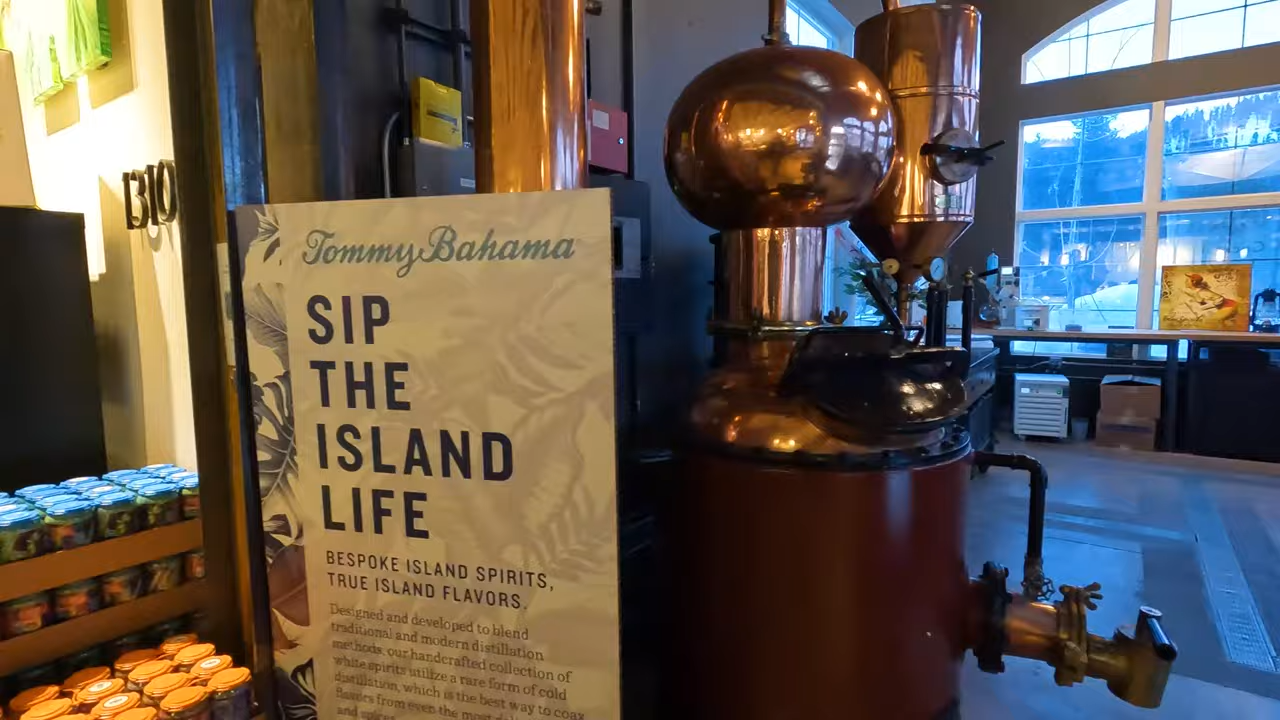 1310
Tommy Bahama
SIP
THE
ISLAND
LIFE
BESPOKE ISLAND SPIRITS,
TRUE ISLAND FLAVORS.
Designed and developed to blend
traditional and modern distillation
methods, our handcrafted collection of
white spirits utilize a rare form of cold
distillation, which is the best way to coax
flavors from even the most